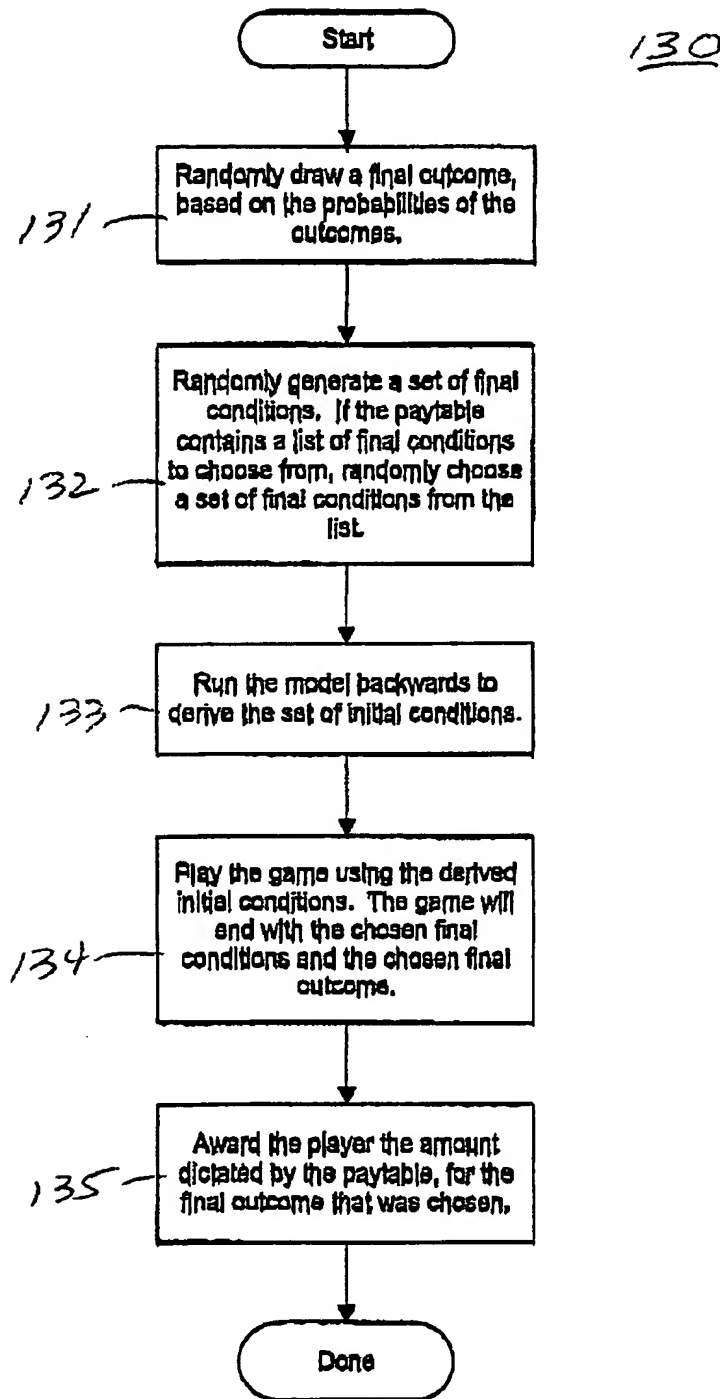 Start
130
Randomly draw a final outcome,
based on the probabilities of the
outcomes.
131
Randomly generate a set of final
conditions. If the paytable
contains a list of final conditions
to choose from, randomly choose
a set of final conditions from the
list.
132
Run the model backwards to
derive the set of initial conditions.
133
Play the game using the derived
initial conditions. The game will
end with the chosen final
conditions and the chosen final
outcome.
134
Award the player the amount
dictated by the paytable, for the
final outcome that was chosen.
135
Done